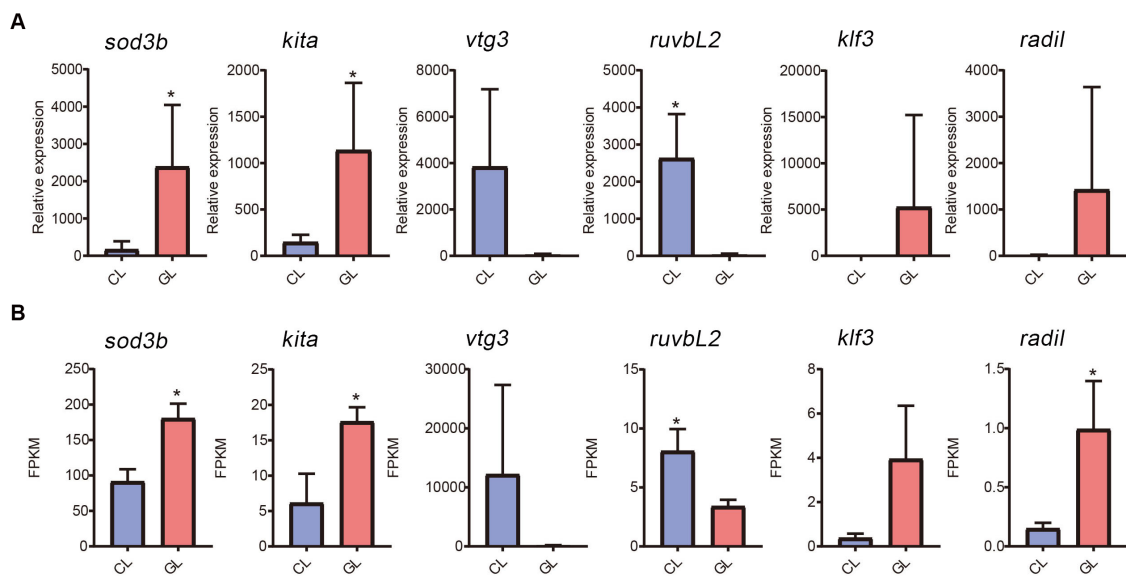 A
sod3b kita vtg3 ruvbL2 klf3 radil
Relative expression 5000 4000 3000 2000 1000 0 * CL GL
Relative expression 2000 1500 1000 500 0 * CL GL
Relative expression 8000 6000 4000 2000 0 CL GL
Relative expression 5000 4000 3000 2000 1000 0 * CL GL
Relative expression 20000 15000 10000 5000 0 CL GL
Relative expression 4000 3000 2000 1000 0 CL GL
B
sod3b kita vtg3 ruvbL2 klf3 radil
FPKM 250 200 150 100 50 0 * CL GL
FPKM 25 20 15 10 5 0 * CL GL
FPKM 30000 20000 10000 0 CL GL
FPKM 15 10 5 0 * CL GL
FPKM 8 6 4 2 0 CL GL
FPKM 1.5 1.0 0.5 0.0 * CL GL